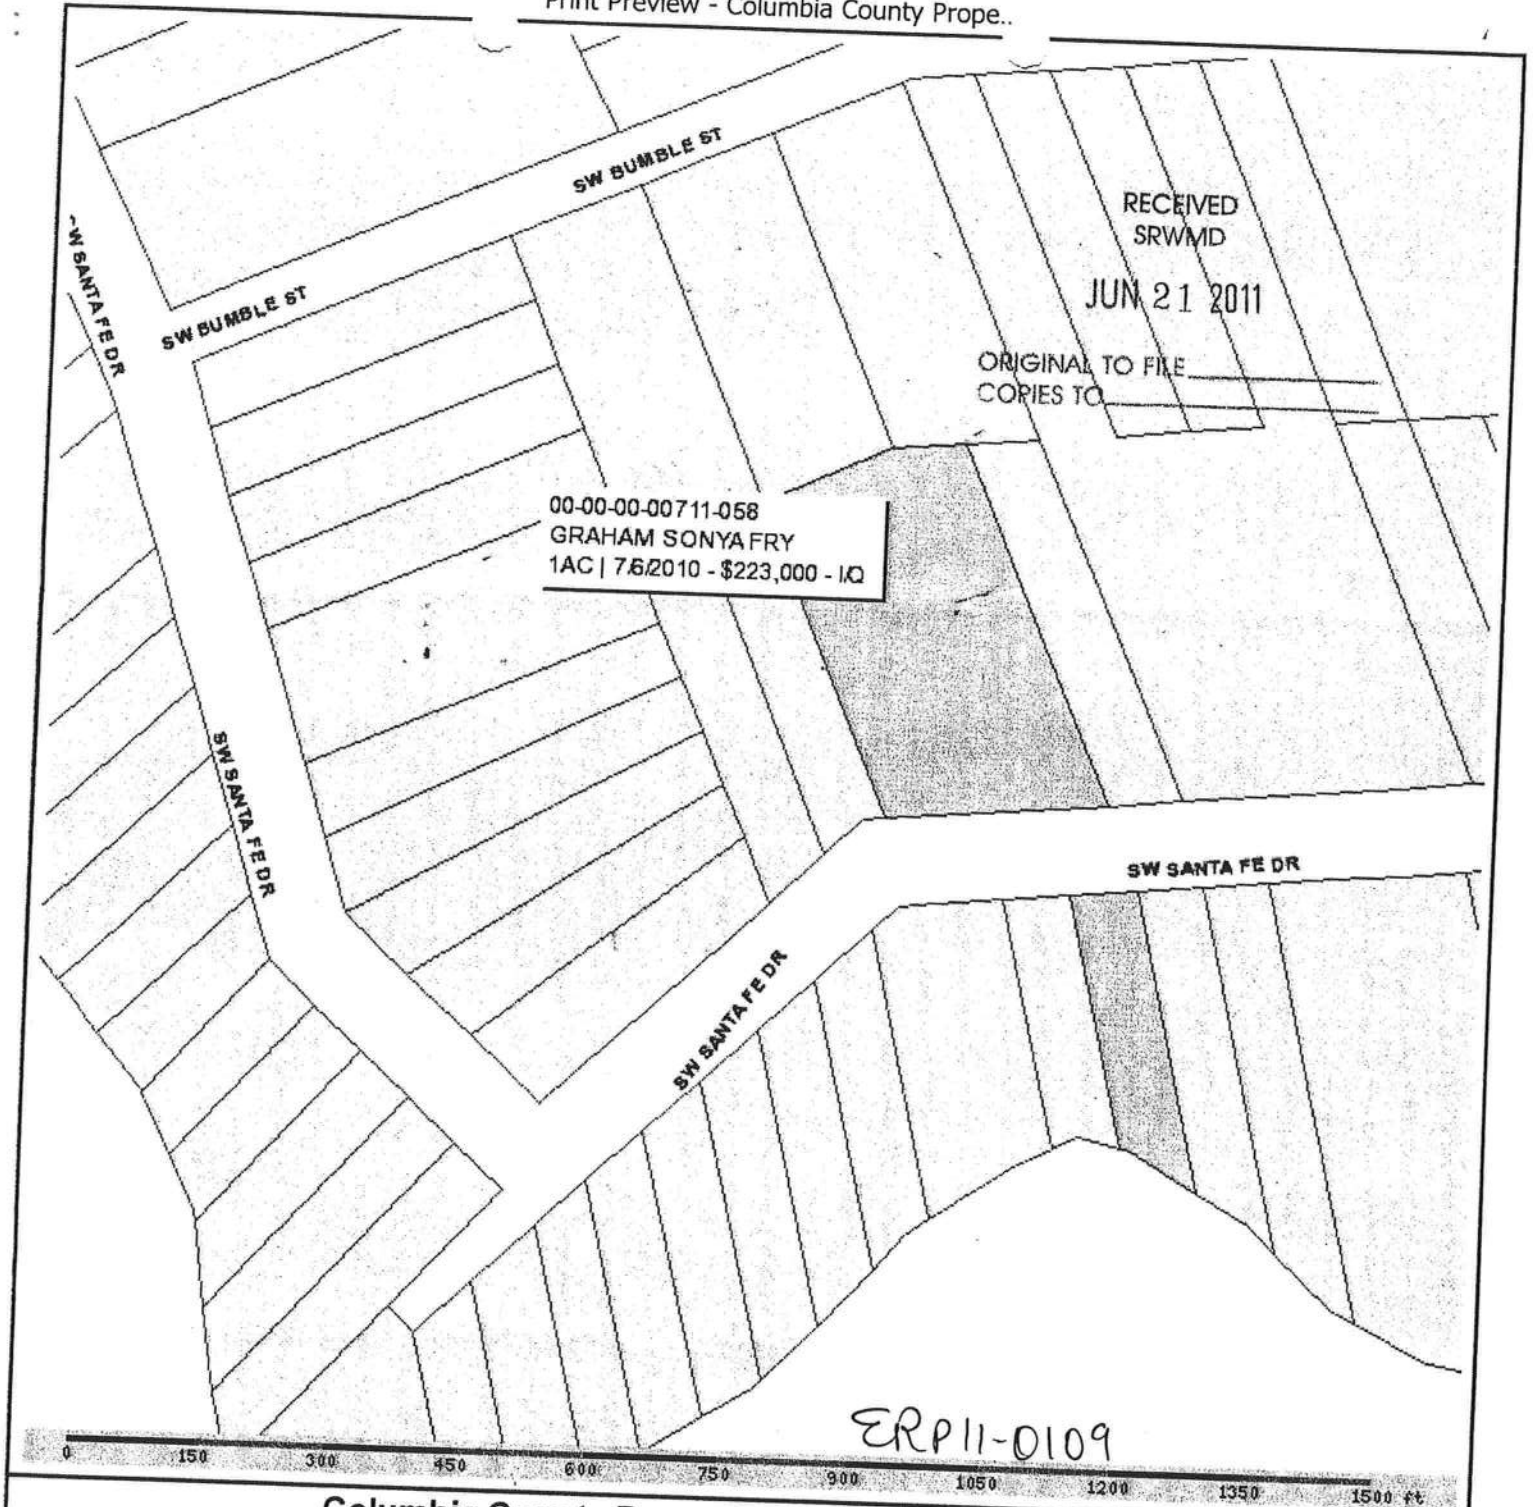 Print Preview - Columbia County Prope..
SW BUMBLE ST
RECEIVED
SRWMD
JUN 21 2011
ORIGINAL TO FILE
COPIES TO
W SANTA FE DR
SW BUMBLE ST
00-00-00-00711-058
GRAHAM SONYA FRY
1AC | 7/6/2010 - $223,000 - I/Q
SW SANTA FE DR
SW SANTA FE DR
SW SANTA FE DR
ERP11-0109
0 150 300 450 600 750 900 1050 1200 1350 1500 ft
Columbia County